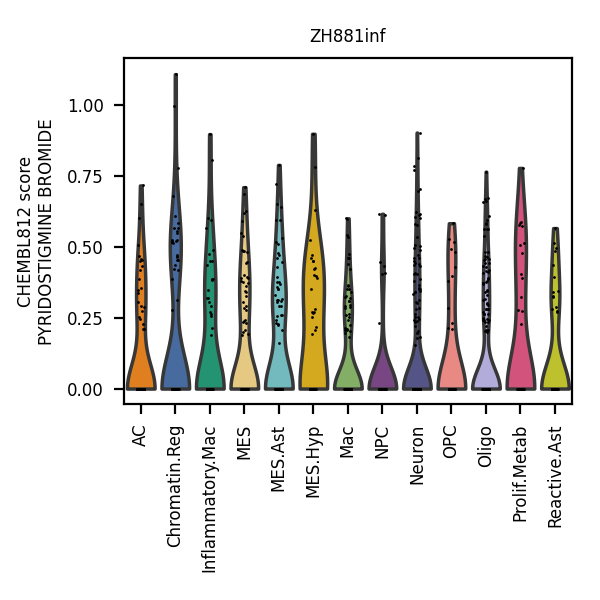 ZH881inf
CHEMBL812 score
PYRIDOSTIGMINE BROMIDE
1.00
0.75
0.50
0.25
0.00
AC
Chromatin.Reg
Inflammatory.Mac
MES
MES.Ast
MES.Hyp
Mac
NPC
Neuron
OPC
Oligo
Prolif.Metab
Reactive.Ast